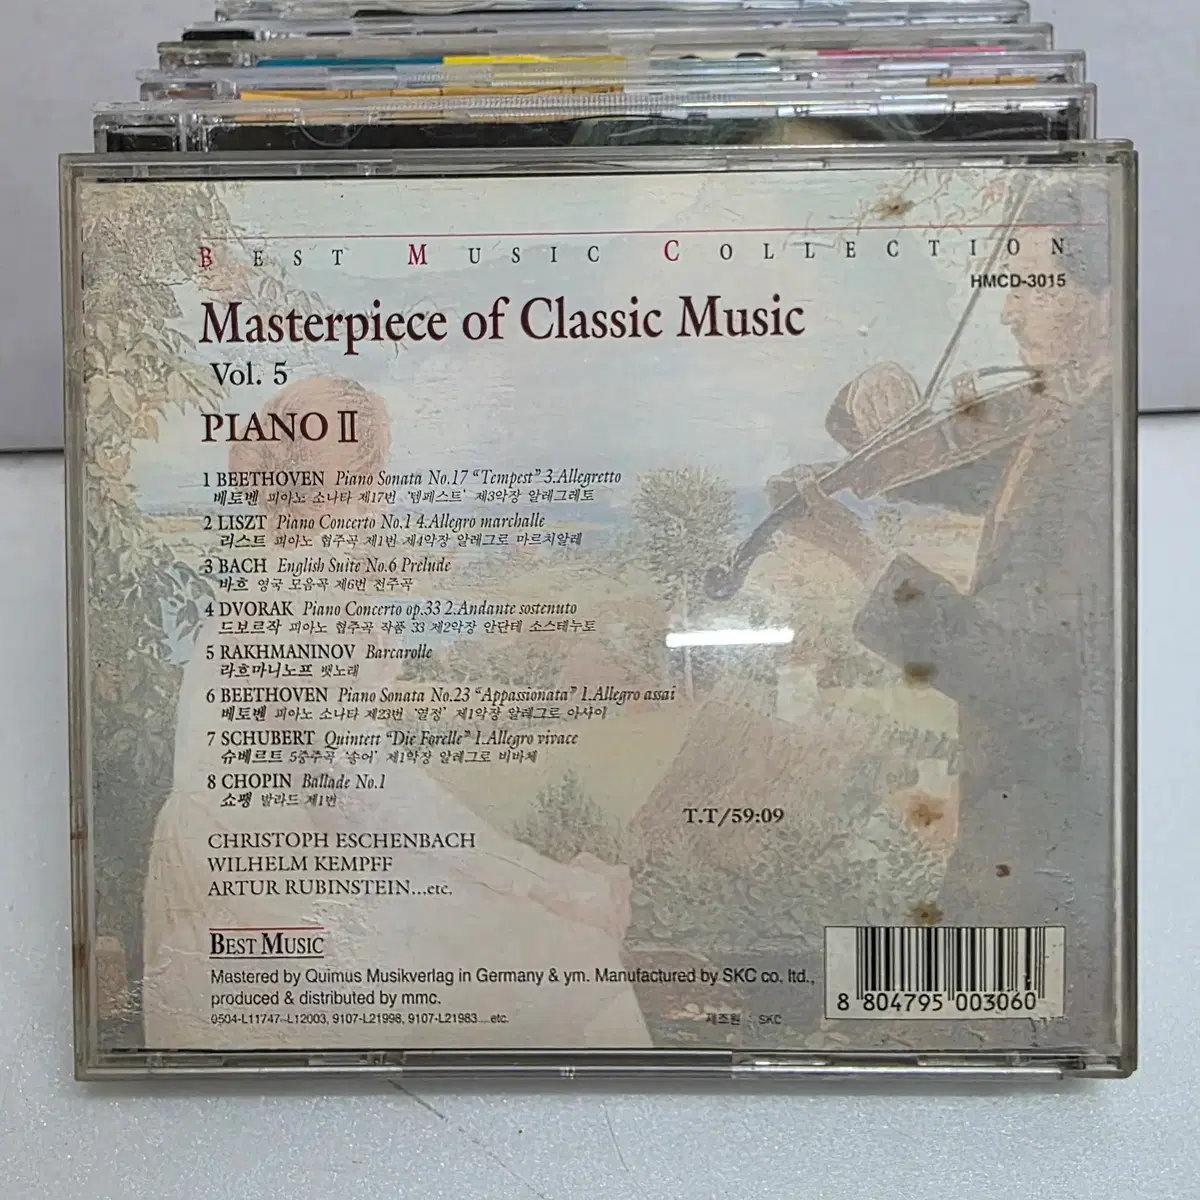 BEST MUSIC COLLECTION
HMCD-3015
Masterpiece of Classic Music
Vol. 5
PIANO Ⅱ
1 BEETHOVEN Piano Sonata No.17 "Tempest" 3.Allegretto
베토벤 피아노 소나타 제17번 '템페스트' 제3악장 알레그레토
2 LISZT Piano Concerto No.1 4.Allegro marchalle
리스트 피아노 협주곡 제1번 제4악장 알레그로 마르치알레
3 BACH English Suite No.6 Prelude
바흐 영국 모음곡 제6번 전주곡
4 DVORAK Piano Concerto op.33 2.Andante sostenuto
드보르작 피아노 협주곡 작품 33 제2악장 안단테 소스테누토
5 RAKHMANINOV Barcarolle
라흐마니노프 뱃노래
6 BEETHOVEN Piano Sonata No.23 "Appassionata" 1.Allegro assai
베토벤 피아노 소나타 제23번 '열정' 제1악장 알레그로 아사이
7 SCHUBERT Quintett "Die Forelle" 1.Allegro vivace
슈베르트 5중주곡 '송어' 제1악장 알레그로 비바체
8 CHOPIN Ballade No.1
쇼팽 발라드 제1번
T.T/59:09
CHRISTOPH ESCHENBACH
WILHELM KEMPFF
ARTUR RUBINSTEIN...etc.
BEST MUSIC
Mastered by Quimus Musikverlag in Germany & ym. Manufactured by SKC co. ltd.,
produced & distributed by mmc.
0504-L11747--L12003, 9107-L21998, 9107-L21983....etc.
제조원 : SKC
8 804795 003060